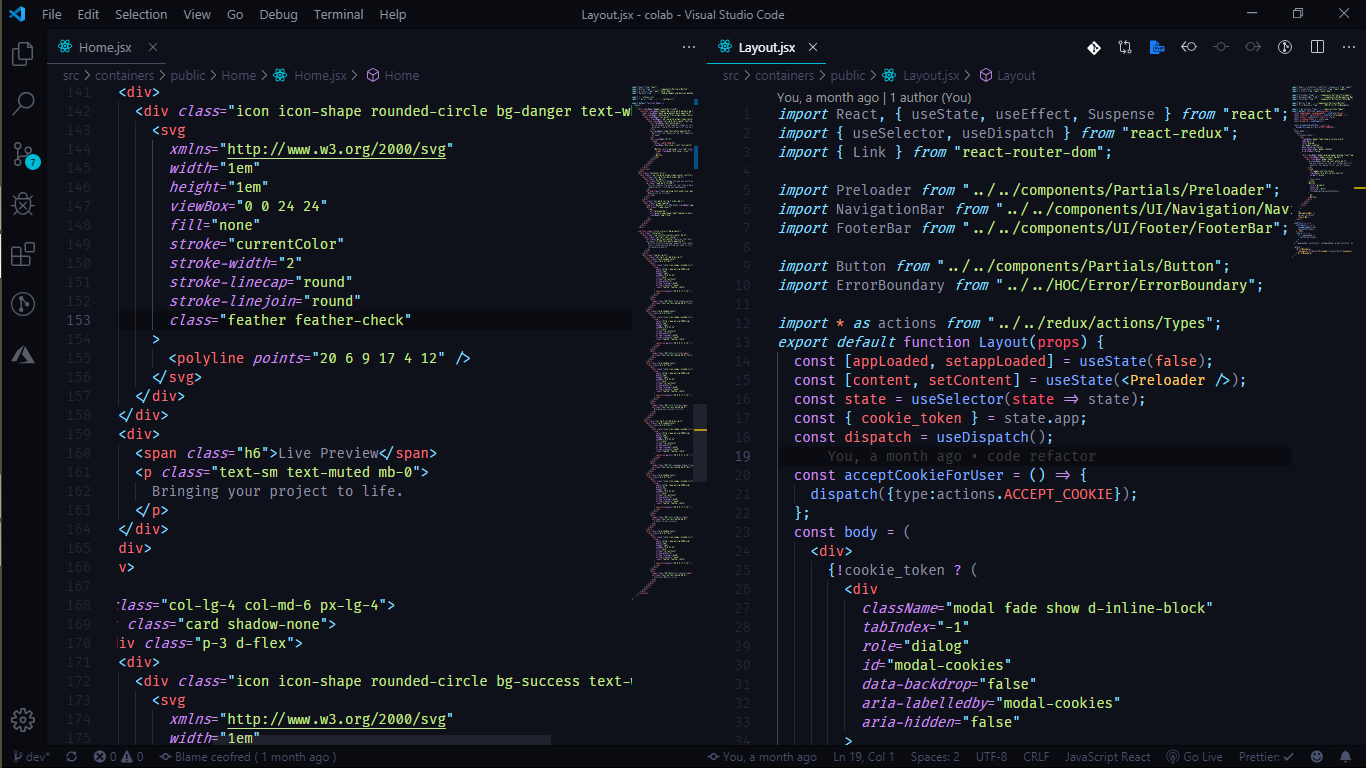 File Edit Selection View Go Debug Terminal Help Layout.jsx - colab - Visual Studio Code
Home.jsx
src > containers > public > Home > Home.jsx > Home
141 <div>
142 <div class="icon icon-shape rounded-circle bg-danger text-w
143 <svg
144 xmlns="http://www.w3.org/2000/svg"
145 width="1em"
146 height="1em"
147 viewBox="0 0 24 24"
148 fill="none"
149 stroke="currentColor"
150 stroke-width="2"
151 stroke-linecap="round"
152 stroke-linejoin="round"
153 class="feather feather-check"
154 >
155 <polyline points="20 6 9 17 4 12" />
156 </svg>
157 </div>
158 </div>
159 <div>
160 <span class="h6">Live Preview</span>
161 <p class="text-sm text-muted mb-0">
162 Bringing your project to life.
163 </p>
164 </div>
165 div>
166 v>
167
168 class="col-lg-4 col-md-6 px-lg-4">
169 class="card shadow-none">
170 iv class="p-3 d-flex">
171 <div>
172 <div class="icon icon-shape rounded-circle bg-success text-w
173 <svg
174 xmlns="http://www.w3.org/2000/svg"
175 width="1em"
7
Layout.jsx
src > containers > public > Layout.jsx > Layout
You, a month ago | 1 author (You)
1 import React, { useState, useEffect, Suspense } from "react";
2 import { useSelector, useDispatch } from "react-redux";
3 import { Link } from "react-router-dom";
4
5 import Preloader from "../../components/Partials/Preloader";
6 import NavigationBar from "../../components/UI/Navigation/Nav
7 import FooterBar from "../../components/UI/Footer/FooterBar";
8
9 import Button from "../../components/Partials/Button";
10 import ErrorBoundary from "../../HOC/Error/ErrorBoundary";
11
12 import * as actions from "../../redux/actions/Types";
13 export default function Layout(props) {
14 const [appLoaded, setappLoaded] = useState(false);
15 const [content, setContent] = useState(<Preloader />);
16 const state = useSelector(state => state);
17 const { cookie_token } = state.app;
18 const dispatch = useDispatch();
19 You, a month ago • code refactor
20 const acceptCookieForUser = () => {
21 dispatch({type:actions.ACCEPT_COOKIE});
22 };
23 const body = (
24 <div>
25 {!cookie_token ? (
26 <div
27 className="modal fade show d-inline-block"
28 tabIndex="-1"
29 role="dialog"
30 id="modal-cookies"
31 data-backdrop="false"
32 aria-labelledby="modal-cookies"
33 aria-hidden="false"
34 >
dev* 0 0 Blame ceofred ( 1 month ago ) You, a month ago Ln 19, Col 1 Spaces: 2 UTF-8 CRLF JavaScript React Go Live Prettier: ✓